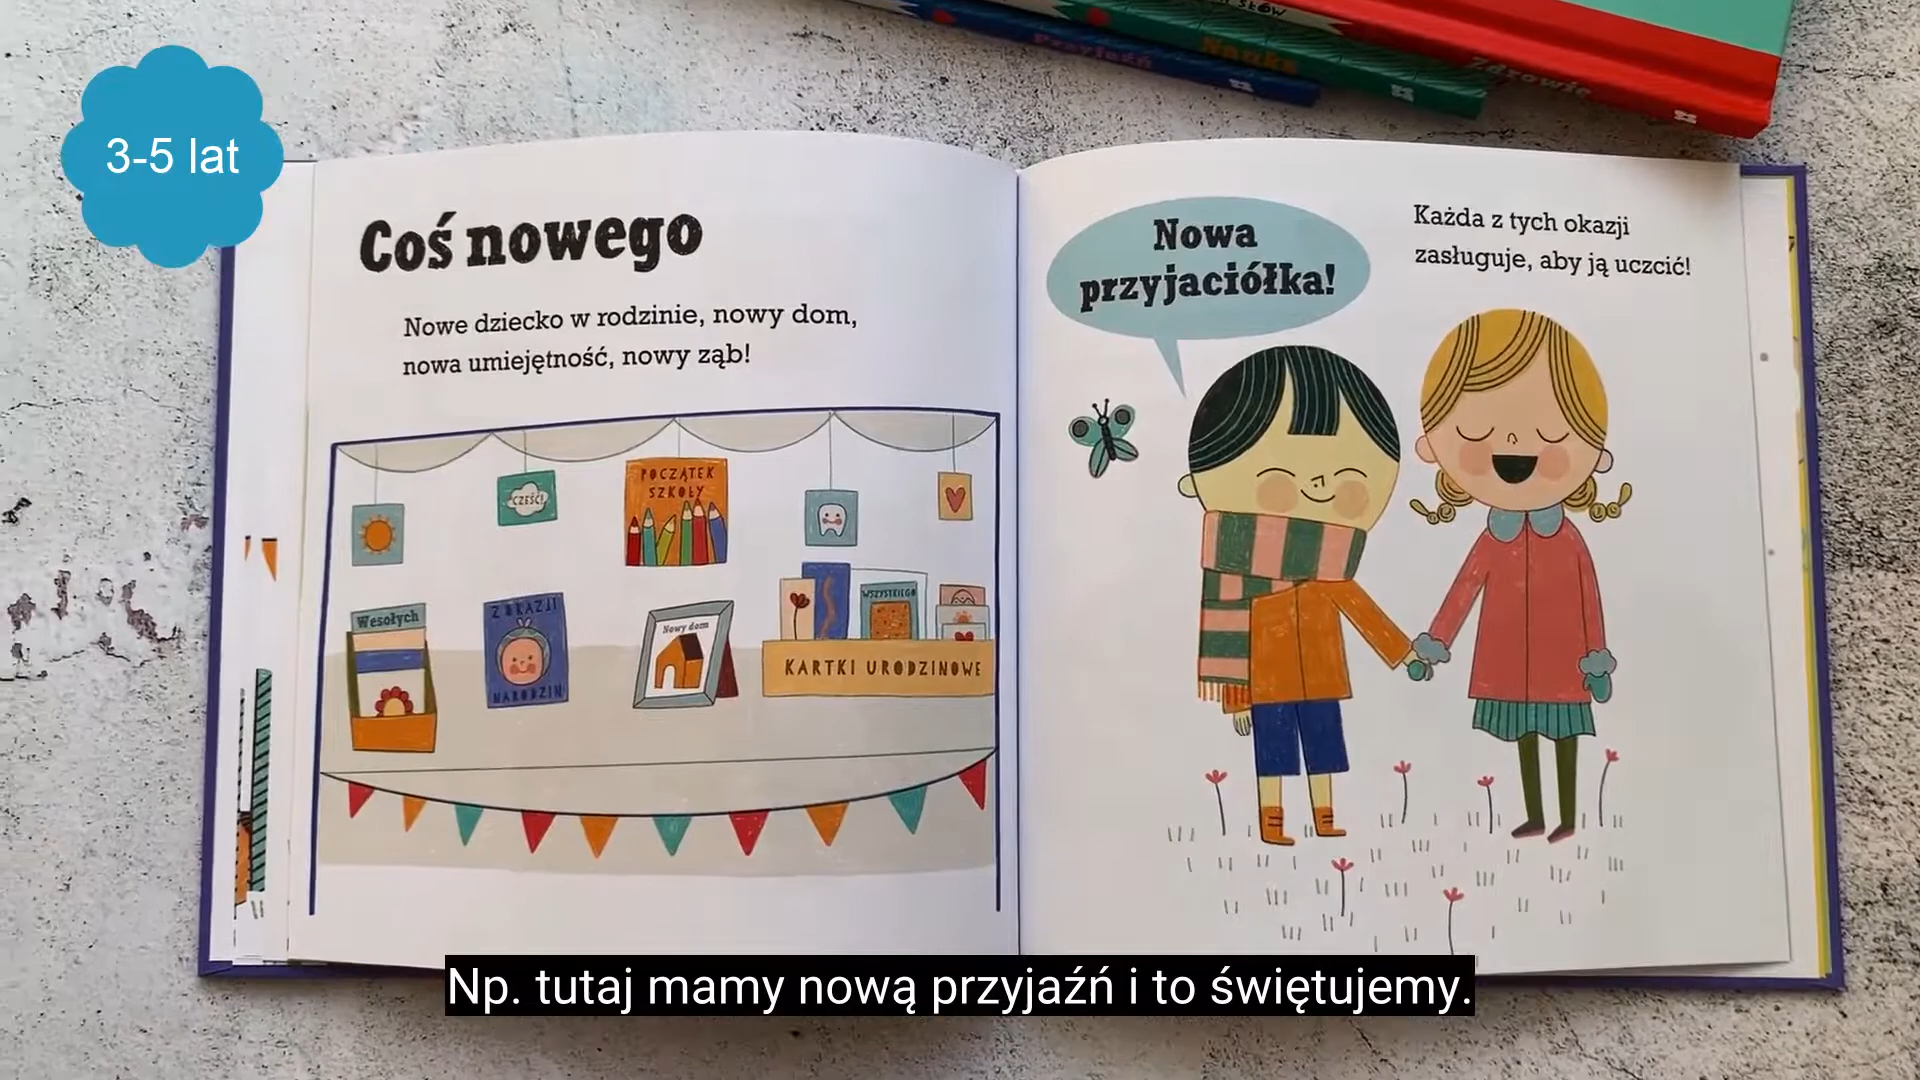 SŁÓW
Przyjaźń
Nauka
Zdrowie
3-5 lat
Coś nowego
Nowe dziecko w rodzinie, nowy dom,
nowa umiejętność, nowy ząb!
CZEŚĆ!
POCZĄTEK
SZKOŁY
Wesołych
Z OKAZJI
NARODZIN
Nowy dom
WSZYSTKIEGO
KARTKI URODZINOWE
Nowa
przyjaciółka!
Każda z tych okazji
zasługuje, aby ją uczcić!
Np. tutaj mamy nową przyjaźń i to świętujemy.